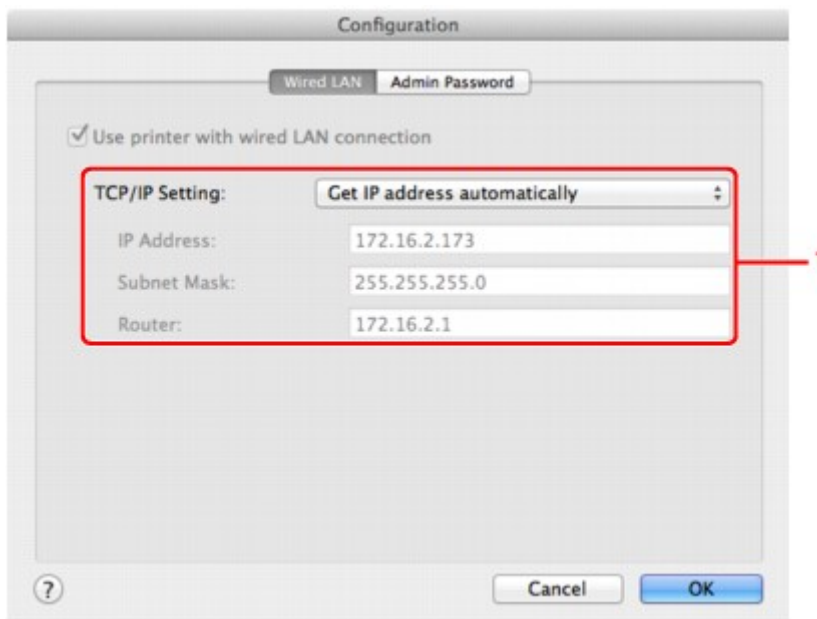 Configuration
Wired LAN Admin Password
Use printer with wired LAN connection
TCP/IP Setting: Get IP address automatically
IP Address: 172.16.2.173
Subnet Mask: 255.255.255.0
Router: 172.16.2.1
? Cancel OK